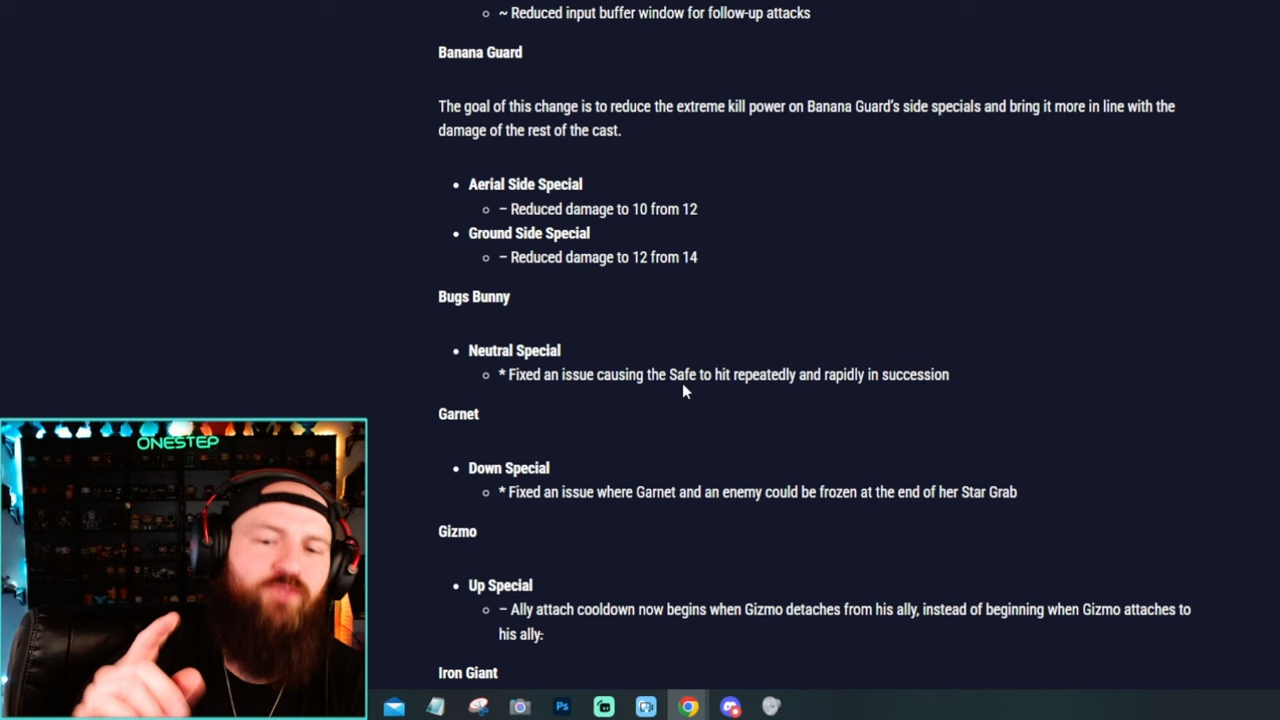 ~ Reduced input buffer window for follow-up attacks
Banana Guard
The goal of this change is to reduce the extreme kill power on Banana Guard's side specials and bring it more in line with the
damage of the rest of the cast.
Aerial Side Special
– Reduced damage to 10 from 12
Ground Side Special
– Reduced damage to 12 from 14
Bugs Bunny
Neutral Special
* Fixed an issue causing the Safe to hit repeatedly and rapidly in succession
Garnet
Down Special
* Fixed an issue where Garnet and an enemy could be frozen at the end of her Star Grab
Gizmo
Up Special
– Ally attach cooldown now begins when Gizmo detaches from his ally, instead of beginning when Gizmo attaches to
his ally.
Iron Giant
ONESTEP
Ps